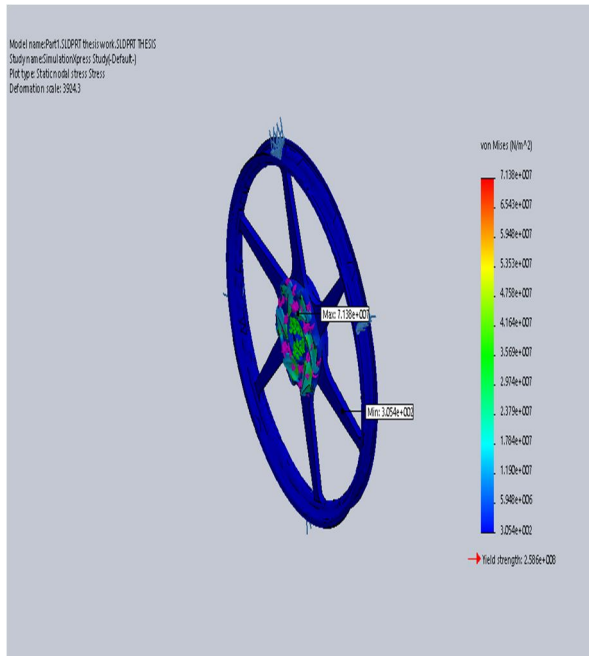 Model name:Part1.SLDPRT thesis work.SLDPRT THESIS
Study name:SimulationXpress Study(-Default-)
Plot type: Static nodal stress Stress
Deformation scale: 3924.3
von Mises (N/m^2)
7.138e+007
6.543e+007
5.948e+007
5.353e+007
4.758e+007
4.164e+007
3.569e+007
2.974e+007
2.379e+007
1.784e+007
1.190e+007
5.948e+006
3.054e+002
Yield strength: 2.586e+008
Max: 7.138e+007
Min: 3.054e+002